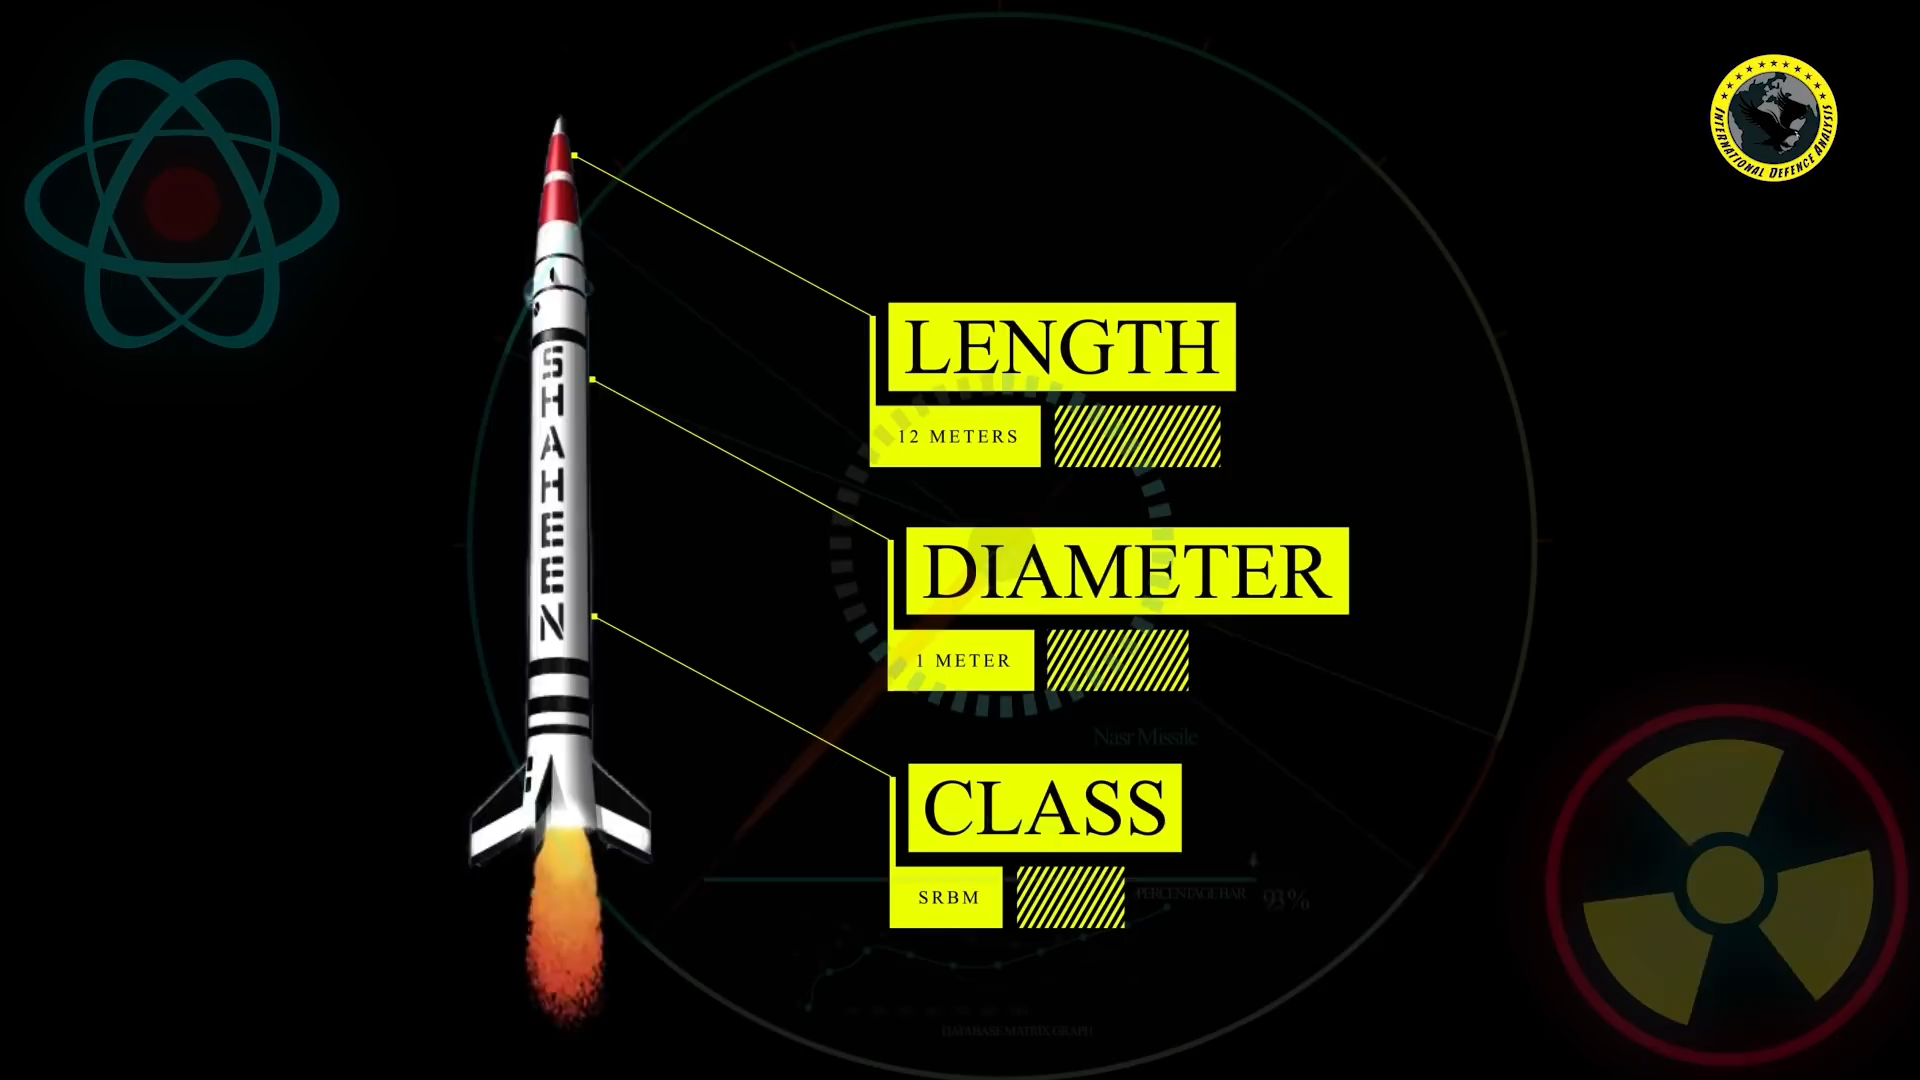 INTERNATIONAL DEFENCE ANALYSIS
SHAHEEN
LENGTH
12 METERS
DIAMETER
1 METER
Nasr Missile
CLASS
SRBM
PERCENTAGE BAR
93%
DATABASE MATRIX GRAPH